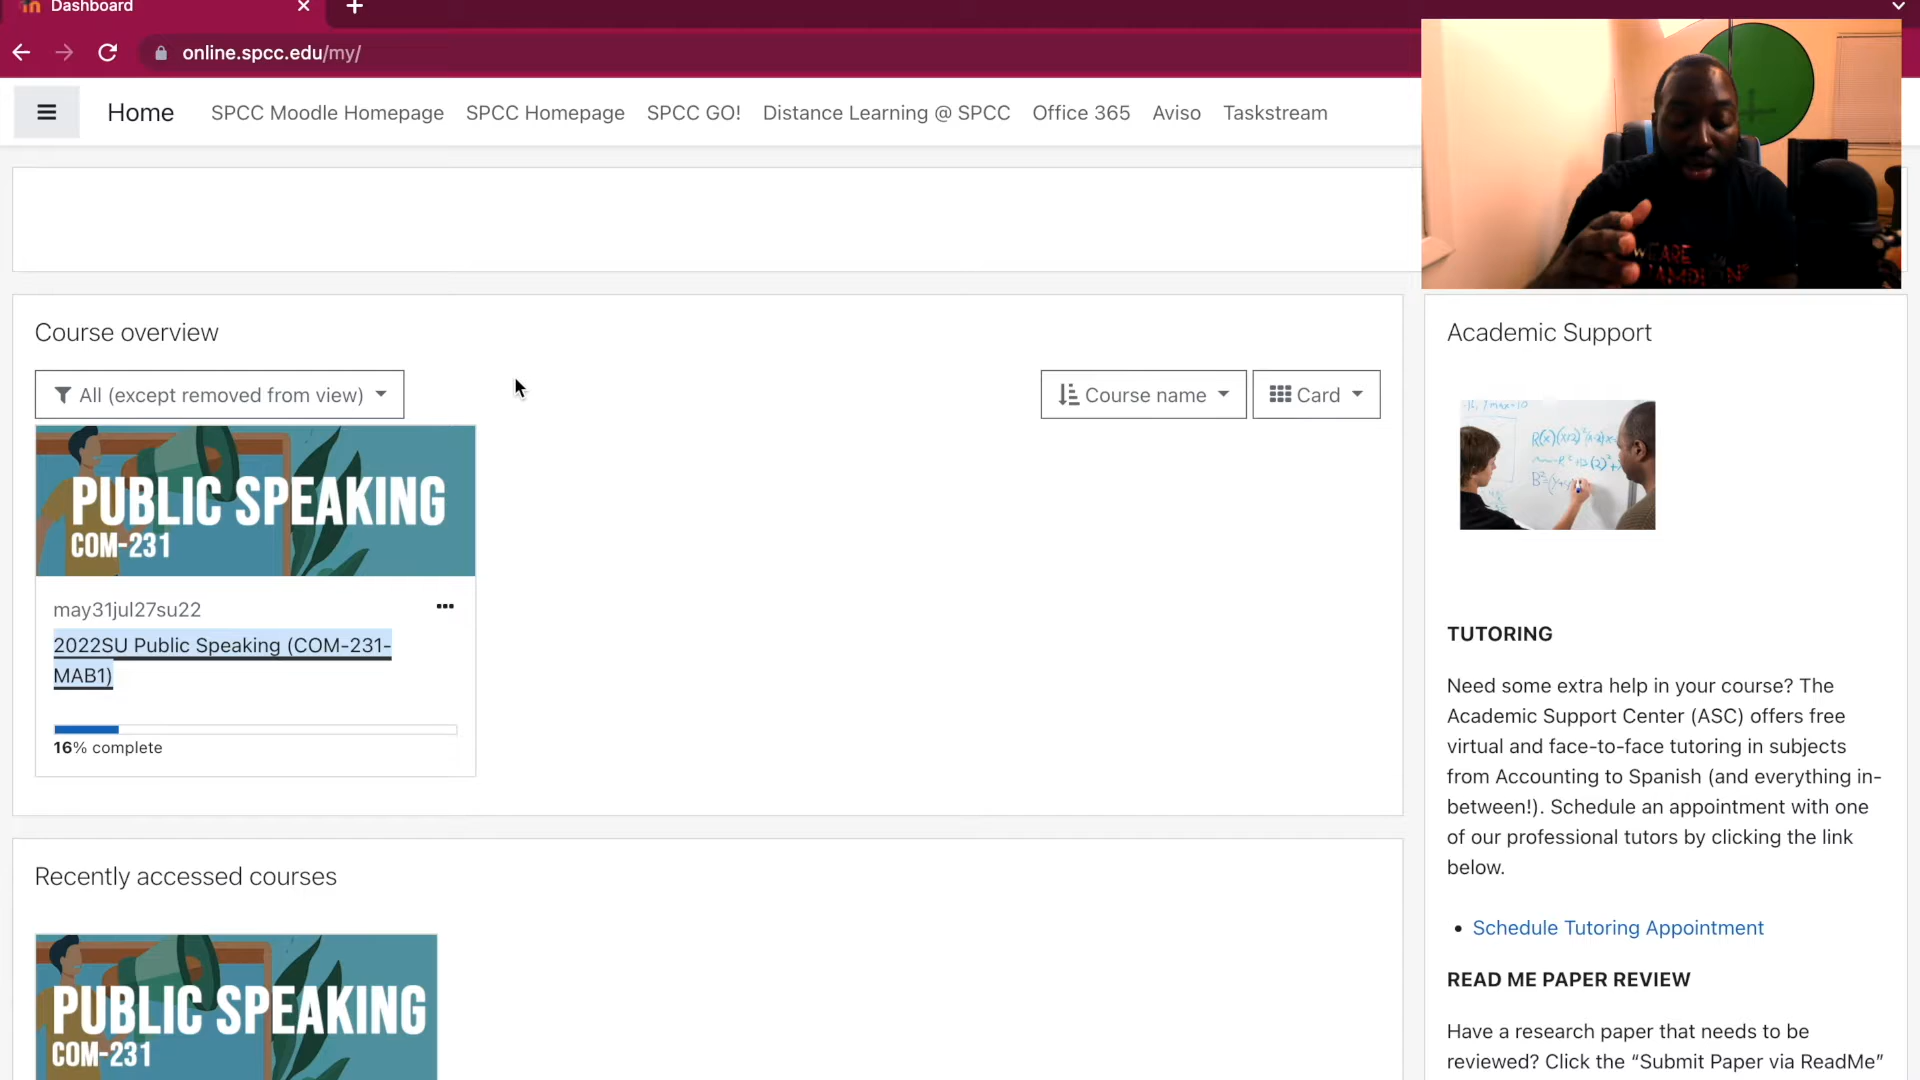 Dashboard
online.spcc.edu/my/
Home SPCC Moodle Homepage SPCC Homepage SPCC GO! Distance Learning @ SPCC Office 365 Aviso Taskstream
Course overview
All (except removed from view)
Course name
Card
PUBLIC SPEAKING
COM-231
may31jul27su22
2022SU Public Speaking (COM-231-
MAB1)
16% complete
Recently accessed courses
PUBLIC SPEAKING
COM-231
Academic Support
TUTORING
Need some extra help in your course? The
Academic Support Center (ASC) offers free
virtual and face-to-face tutoring in subjects
from Accounting to Spanish (and everything in-
between!). Schedule an appointment with one
of our professional tutors by clicking the link
below.
• Schedule Tutoring Appointment
READ ME PAPER REVIEW
Have a research paper that needs to be
reviewed? Click the “Submit Paper via ReadMe”